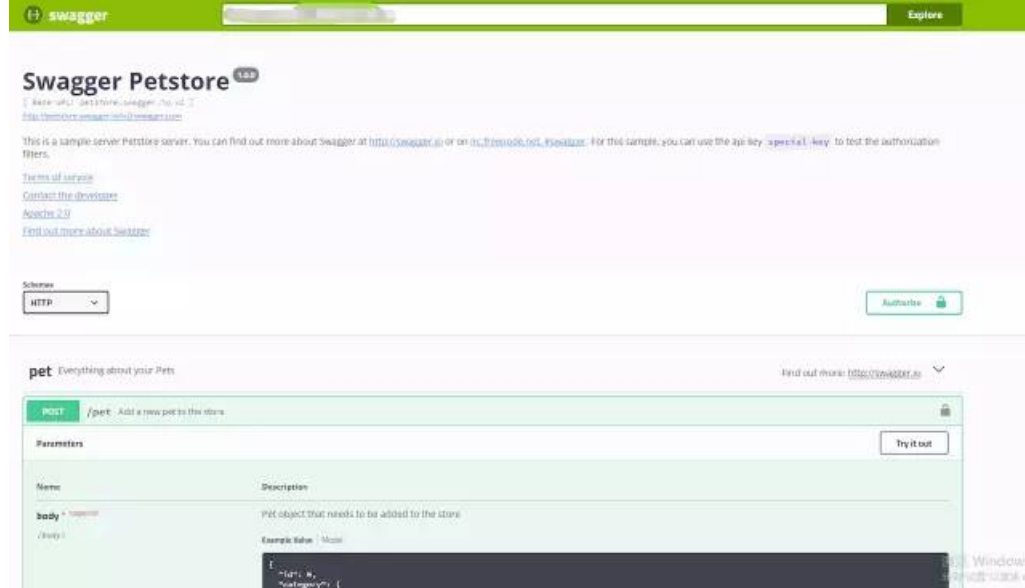 swagger
Explore
Swagger Petstore 1.0.0
[ Base URL: petstore.swagger.io/v2 ]
This is a sample server Petstore server. You can find out more about Swagger at http://swagger.io or on irc.freenode.net, #swagger. For this sample, you can use the api key special-key to test the authorization
filters.
Terms of service
Contact the developer
Apache 2.0
Find out more about Swagger
Schemes
HTTP
Authorize
pet Everything about your Pets
Find out more: http://swagger.io
POST /pet Add a new pet to the store
Parameters
Try it out
Name Description
body * required
Pet object that needs to be added to the store
(body)
Example Value Model
{
"id": 0,
"category": {
Window